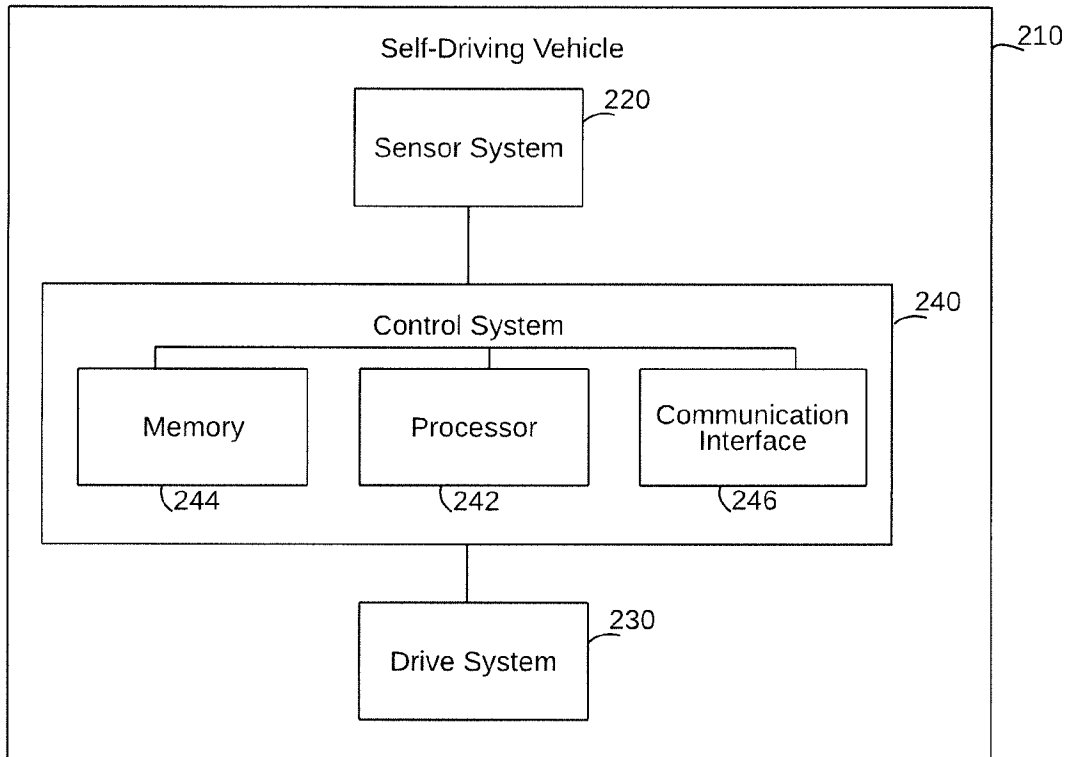 Self-Driving Vehicle
210
220
Sensor System
240
Control System
Memory
Processor
Communication
Interface
244
242
246
230
Drive System